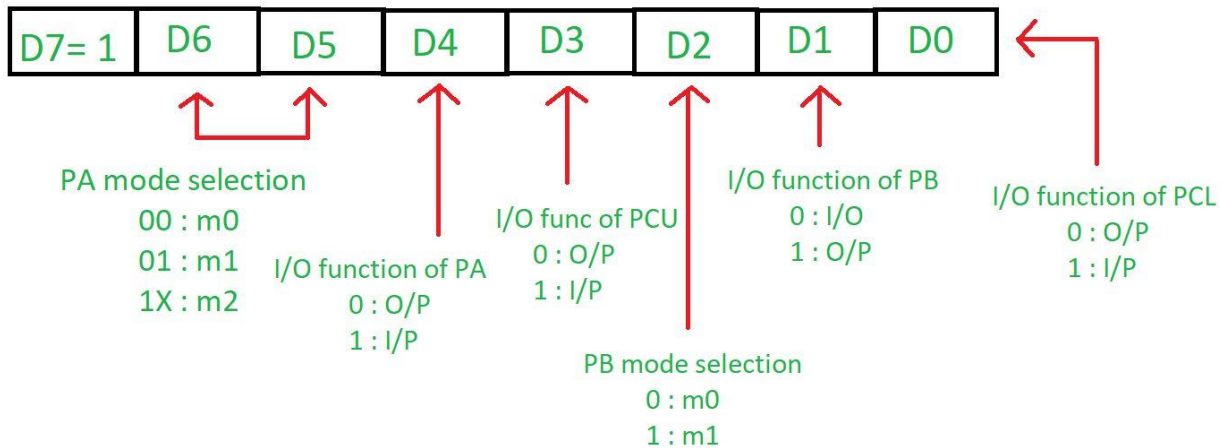 D7= 1 D6 D5 D4 D3 D2 D1 D0
PA mode selection
00 : m0
01 : m1
1X : m2
I/O function of PA
0 : O/P
1 : I/P
I/O func of PCU
0 : O/P
1 : I/P
PB mode selection
0 : m0
1 : m1
I/O function of PB
0 : I/O
1 : O/P
I/O function of PCL
0 : O/P
1 : I/P